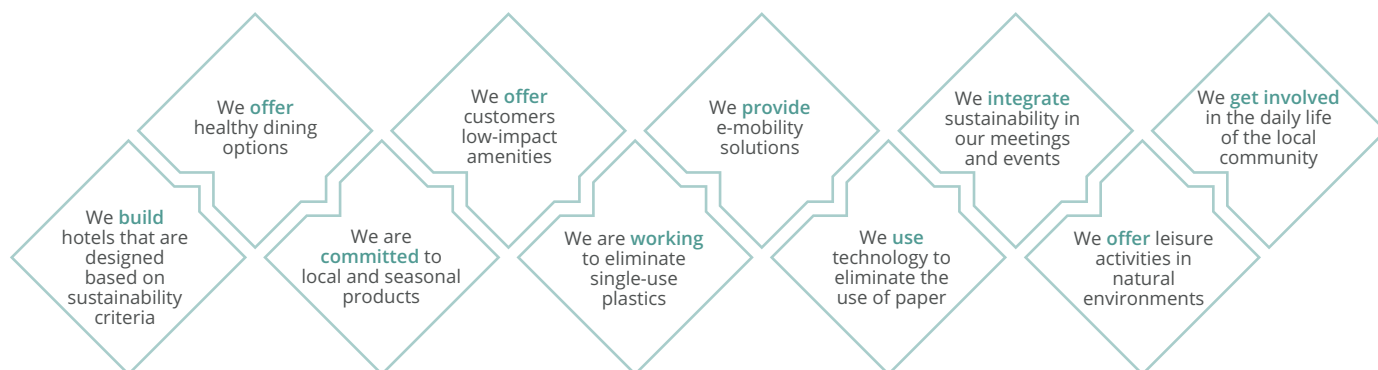 We build
hotels that are
designed
based on
sustainability
criteria
We offer
healthy dining
options
We are
committed to
local and seasonal
products
We offer
customers
low-impact
amenities
We are working
to eliminate
single-use
plastics
We provide
e-mobility
solutions
We use
technology to
eliminate the
use of paper
We integrate
sustainability in
our meetings
and events
We offer leisure
activities in
natural
environments
We get involved
in the daily life
of the local
community